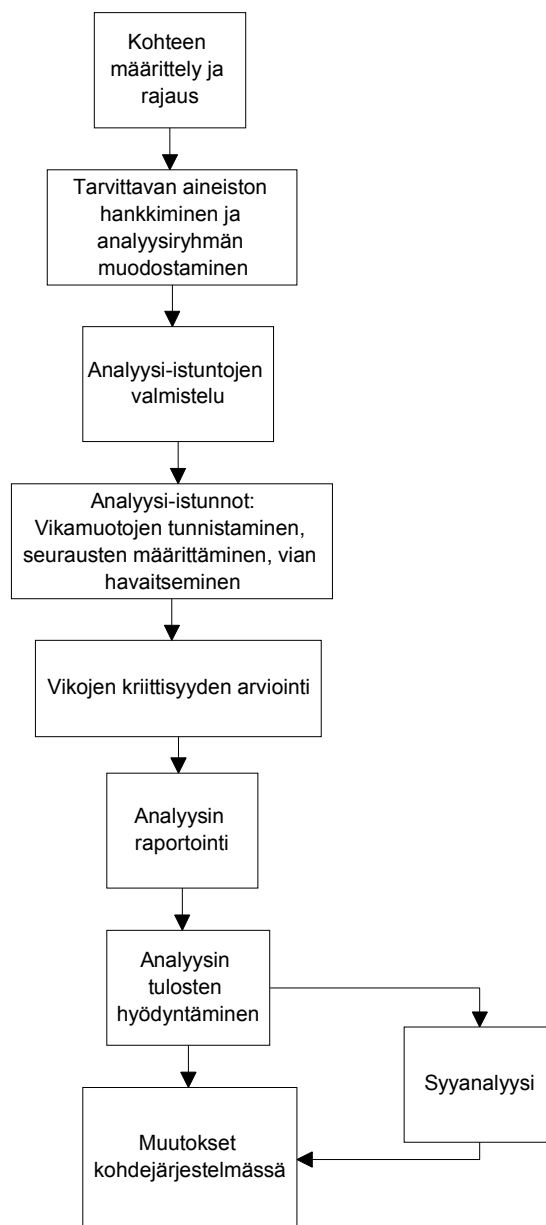 Kohteen
määrittely ja
rajaus
Tarvittavan aineiston
hankkiminen ja
analyysiryhmän
muodostaminen
Analyysi-istuntojen
valmistelu
Analyysi-istunnot:
Vikamuotojen tunnistaminen,
seurausten määrittäminen, vian
havaitseminen
Vikojen kriittisyyden arviointi
Analyysin
raportointi
Analyysin
tulosten
hyödyntäminen
Syyanalyysi
Muutokset
kohdejärjestelmässä